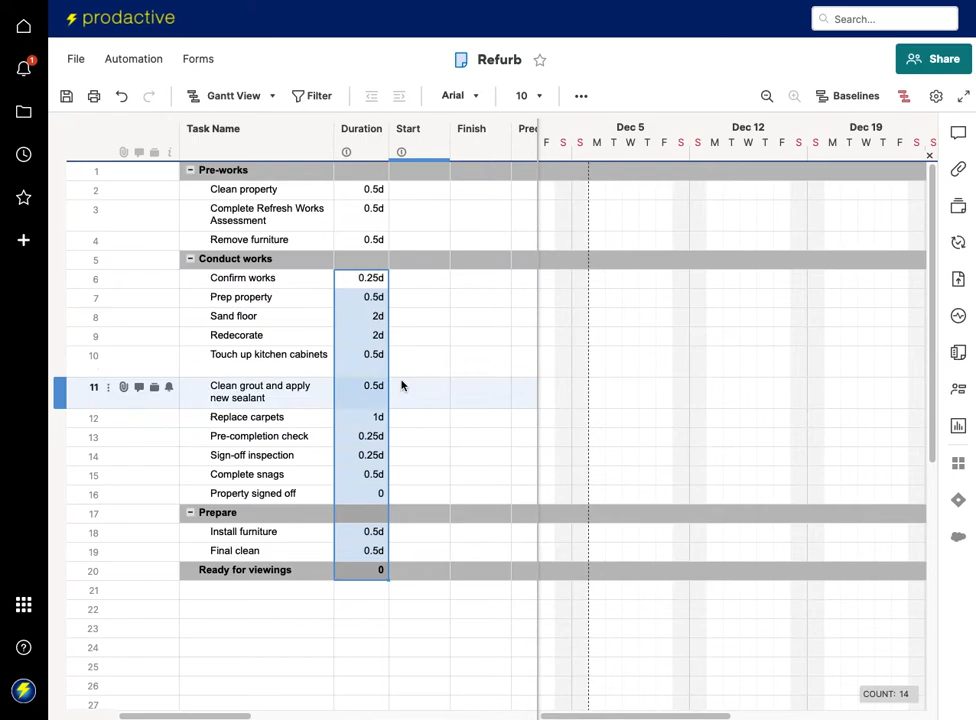 prodactive
Search...
File
Automation
Forms
Refurb
Share
1
Gantt View
Filter
Arial
10
Baselines
Task Name
Duration
Start
Finish
Pred
Dec 5
Dec 12
Dec 19
F S S M T W T F S S M T W T F S S M T W T F S S
1 Pre-works
2 Clean property 0.5d
3 Complete Refresh Works
Assessment 0.5d
4 Remove furniture 0.5d
5 Conduct works
6 Confirm works 0.25d
7 Prep property 0.5d
8 Sand floor 2d
9 Redecorate 2d
10 Touch up kitchen cabinets 0.5d
11 Clean grout and apply
new sealant 0.5d
12 Replace carpets 1d
13 Pre-completion check 0.25d
14 Sign-off inspection 0.25d
15 Complete snags 0.5d
16 Property signed off 0
17 Prepare
18 Install furniture 0.5d
19 Final clean 0.5d
20 Ready for viewings 0
21
22
23
24
25
26
27
COUNT: 14